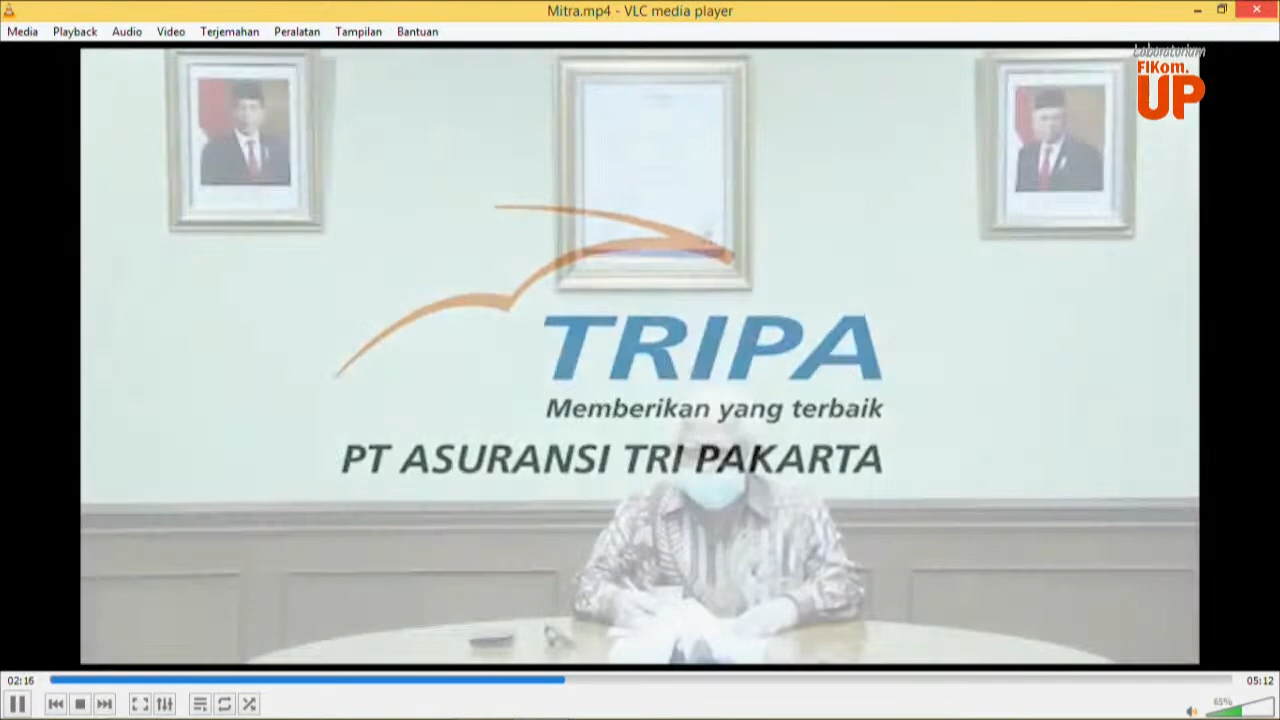 Mitra.mp4 - VLC media player
Media Playback Audio Video Terjemahan Peralatan Tampilan Bantuan
Laboratorium
FIKom.
UP
TRIPA
Memberikan yang terbaik
PT ASURANSI TRI PAKARTA
02:16
05:12
65%